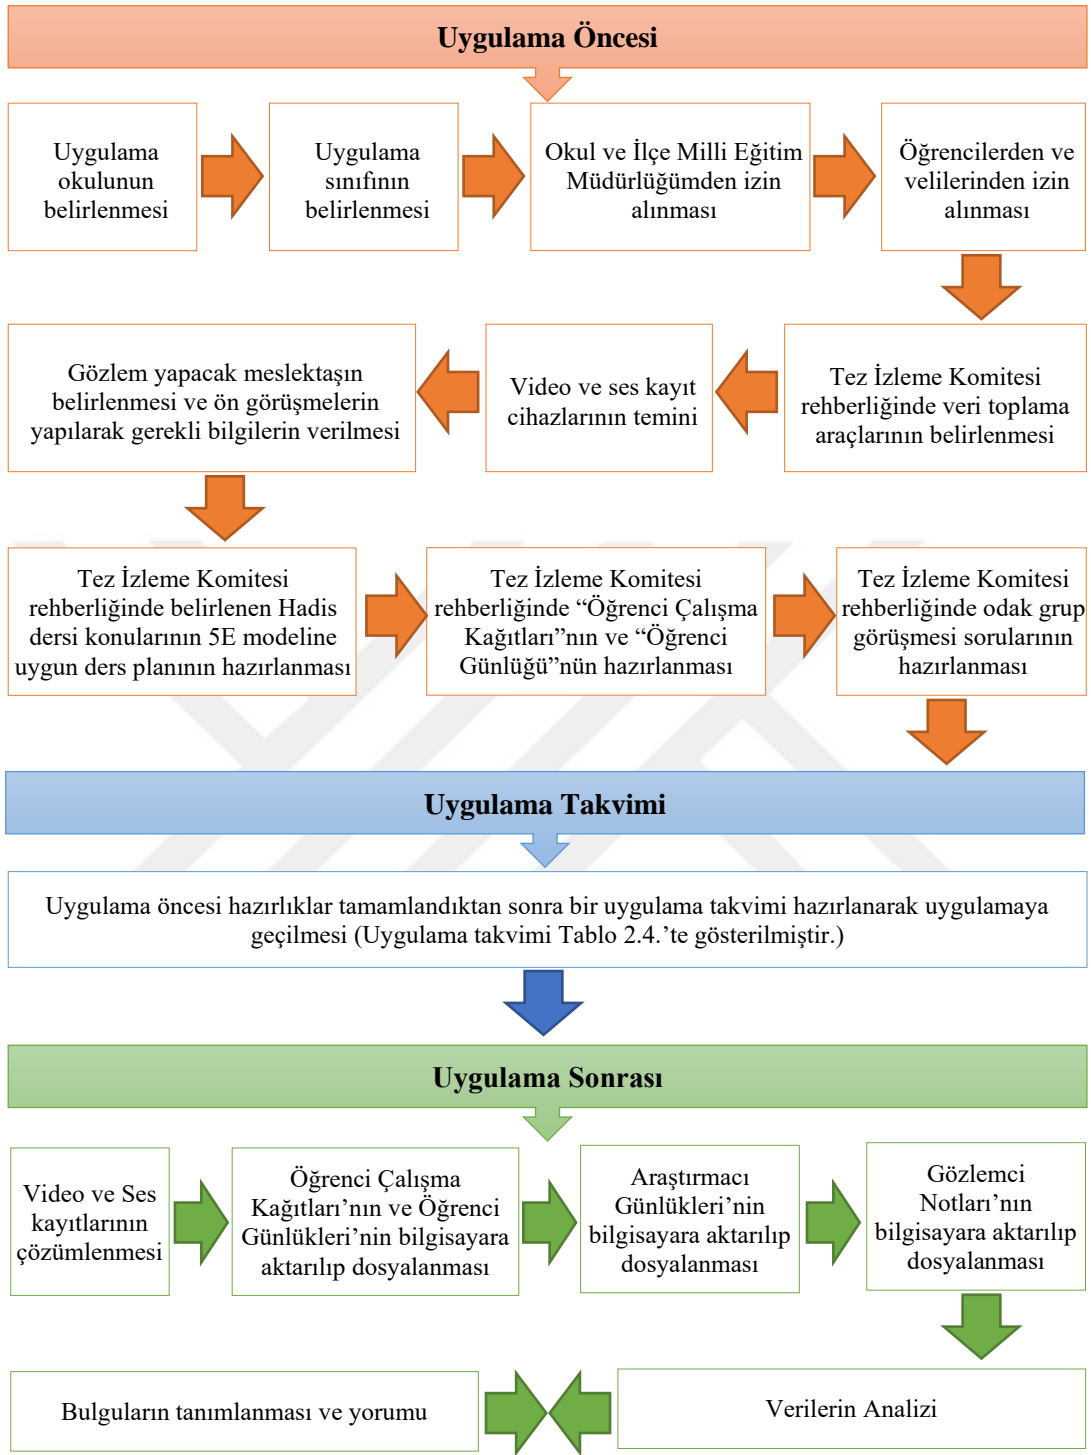 Uygulama Öncesi
Uygulama
okulunun
belirlenmesi
Uygulama
sınıfının
belirlenmesi
Okul ve İlçe Milli Eğitim
Müdürlüğümden izin
alınması
Öğrencilerden ve
velilerinden izin
alınması
Tez İzleme Komitesi
rehberliğinde veri toplama
araçlarının belirlenmesi
Video ve ses kayıt
cihazlarının temini
Gözlem yapacak meslektaşın
belirlenmesi ve ön görüşmelerin
yapılarak gerekli bilgilerin verilmesi
Tez İzleme Komitesi
rehberliğinde belirlenen Hadis
dersi konularının 5E modeline
uygun ders planının hazırlanması
Tez İzleme Komitesi
rehberliğinde “Öğrenci Çalışma
Kağıtları”nın ve “Öğrenci
Günlüğü”nün hazırlanması
Tez İzleme Komitesi
rehberliğinde odak grup
görüşmesi sorularının
hazırlanması
Uygulama Takvimi
Uygulama öncesi hazırlıklar tamamlandıktan sonra bir uygulama takvimi hazırlanarak uygulamaya
geçilmesi (Uygulama takvimi Tablo 2.4.’te gösterilmiştir.)
Uygulama Sonrası
Video ve Ses
kayıtlarının
çözümlenmesi
Öğrenci Çalışma
Kağıtları’nın ve Öğrenci
Günlükleri’nin bilgisayara
aktarılıp dosyalanması
Araştırmacı
Günlükleri’nin
bilgisayara aktarılıp
dosyalanması
Gözlemci
Notları’nın
bilgisayara aktarılıp
dosyalanması
Verilerin Analizi
Bulguların tanımlanması ve yorumu